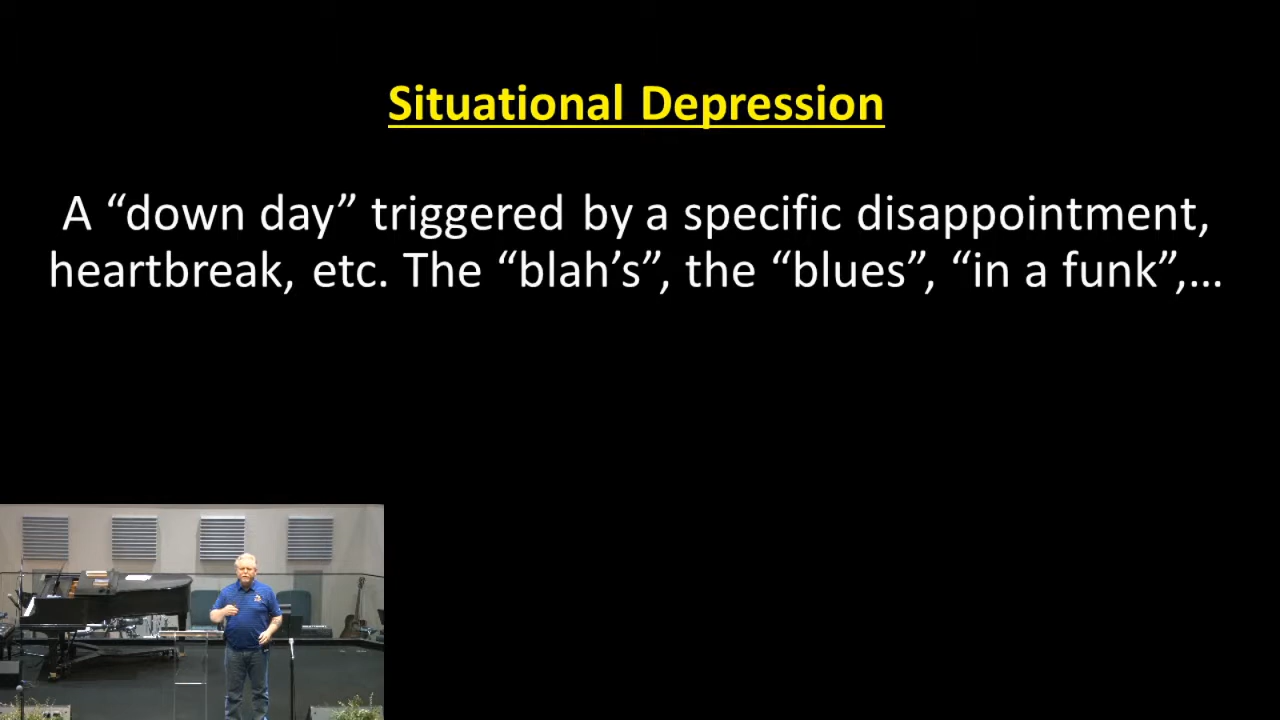 Situational Depression
A “down day” triggered by a specific disappointment,
heartbreak, etc. The “blah’s”, the “blues”, “in a funk”,…